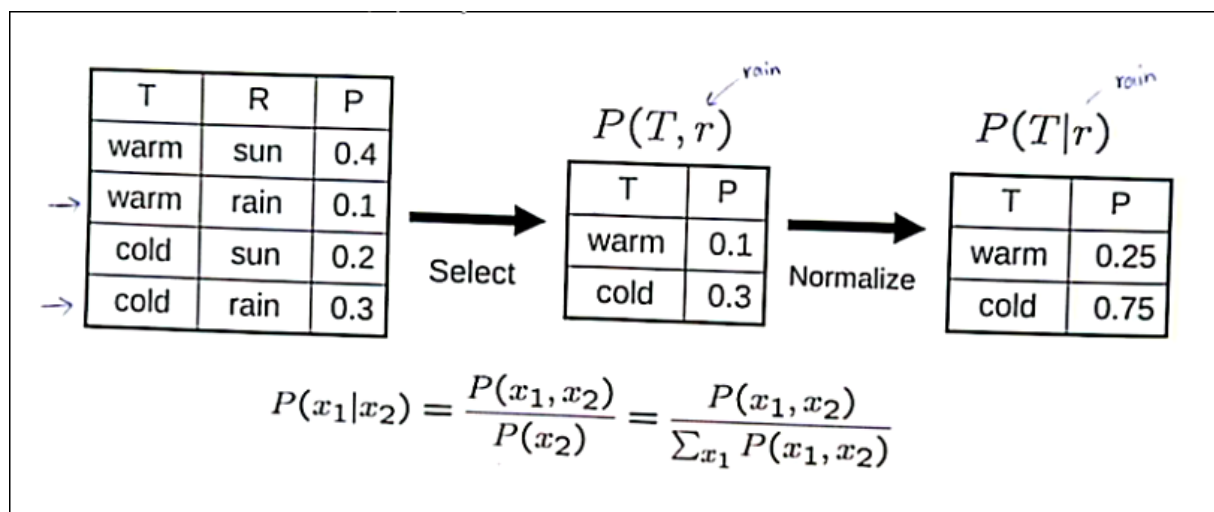 rain
rain
P(T, r)
P(T|r)
T R P
warm sun 0.4
→ warm rain 0.1
cold sun 0.2
→ cold rain 0.3
Select
T P
warm 0.1
cold 0.3
Normalize
T P
warm 0.25
cold 0.75
P(x₁|x₂) = P(x₁, x₂) / P(x₂) = P(x₁, x₂) / ∑x₁ P(x₁, x₂)